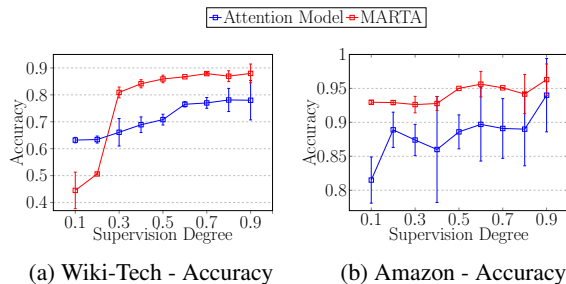 Attention Model MARTA
Accuracy
0.9
0.8
0.7
0.6
0.5
0.4
0.1 0.3 0.5 0.7 0.9
Supervision Degree
(a) Wiki-Tech - Accuracy
Accuracy
1
0.95
0.9
0.85
0.8
0.1 0.3 0.5 0.7 0.9
Supervision Degree
(b) Amazon - Accuracy